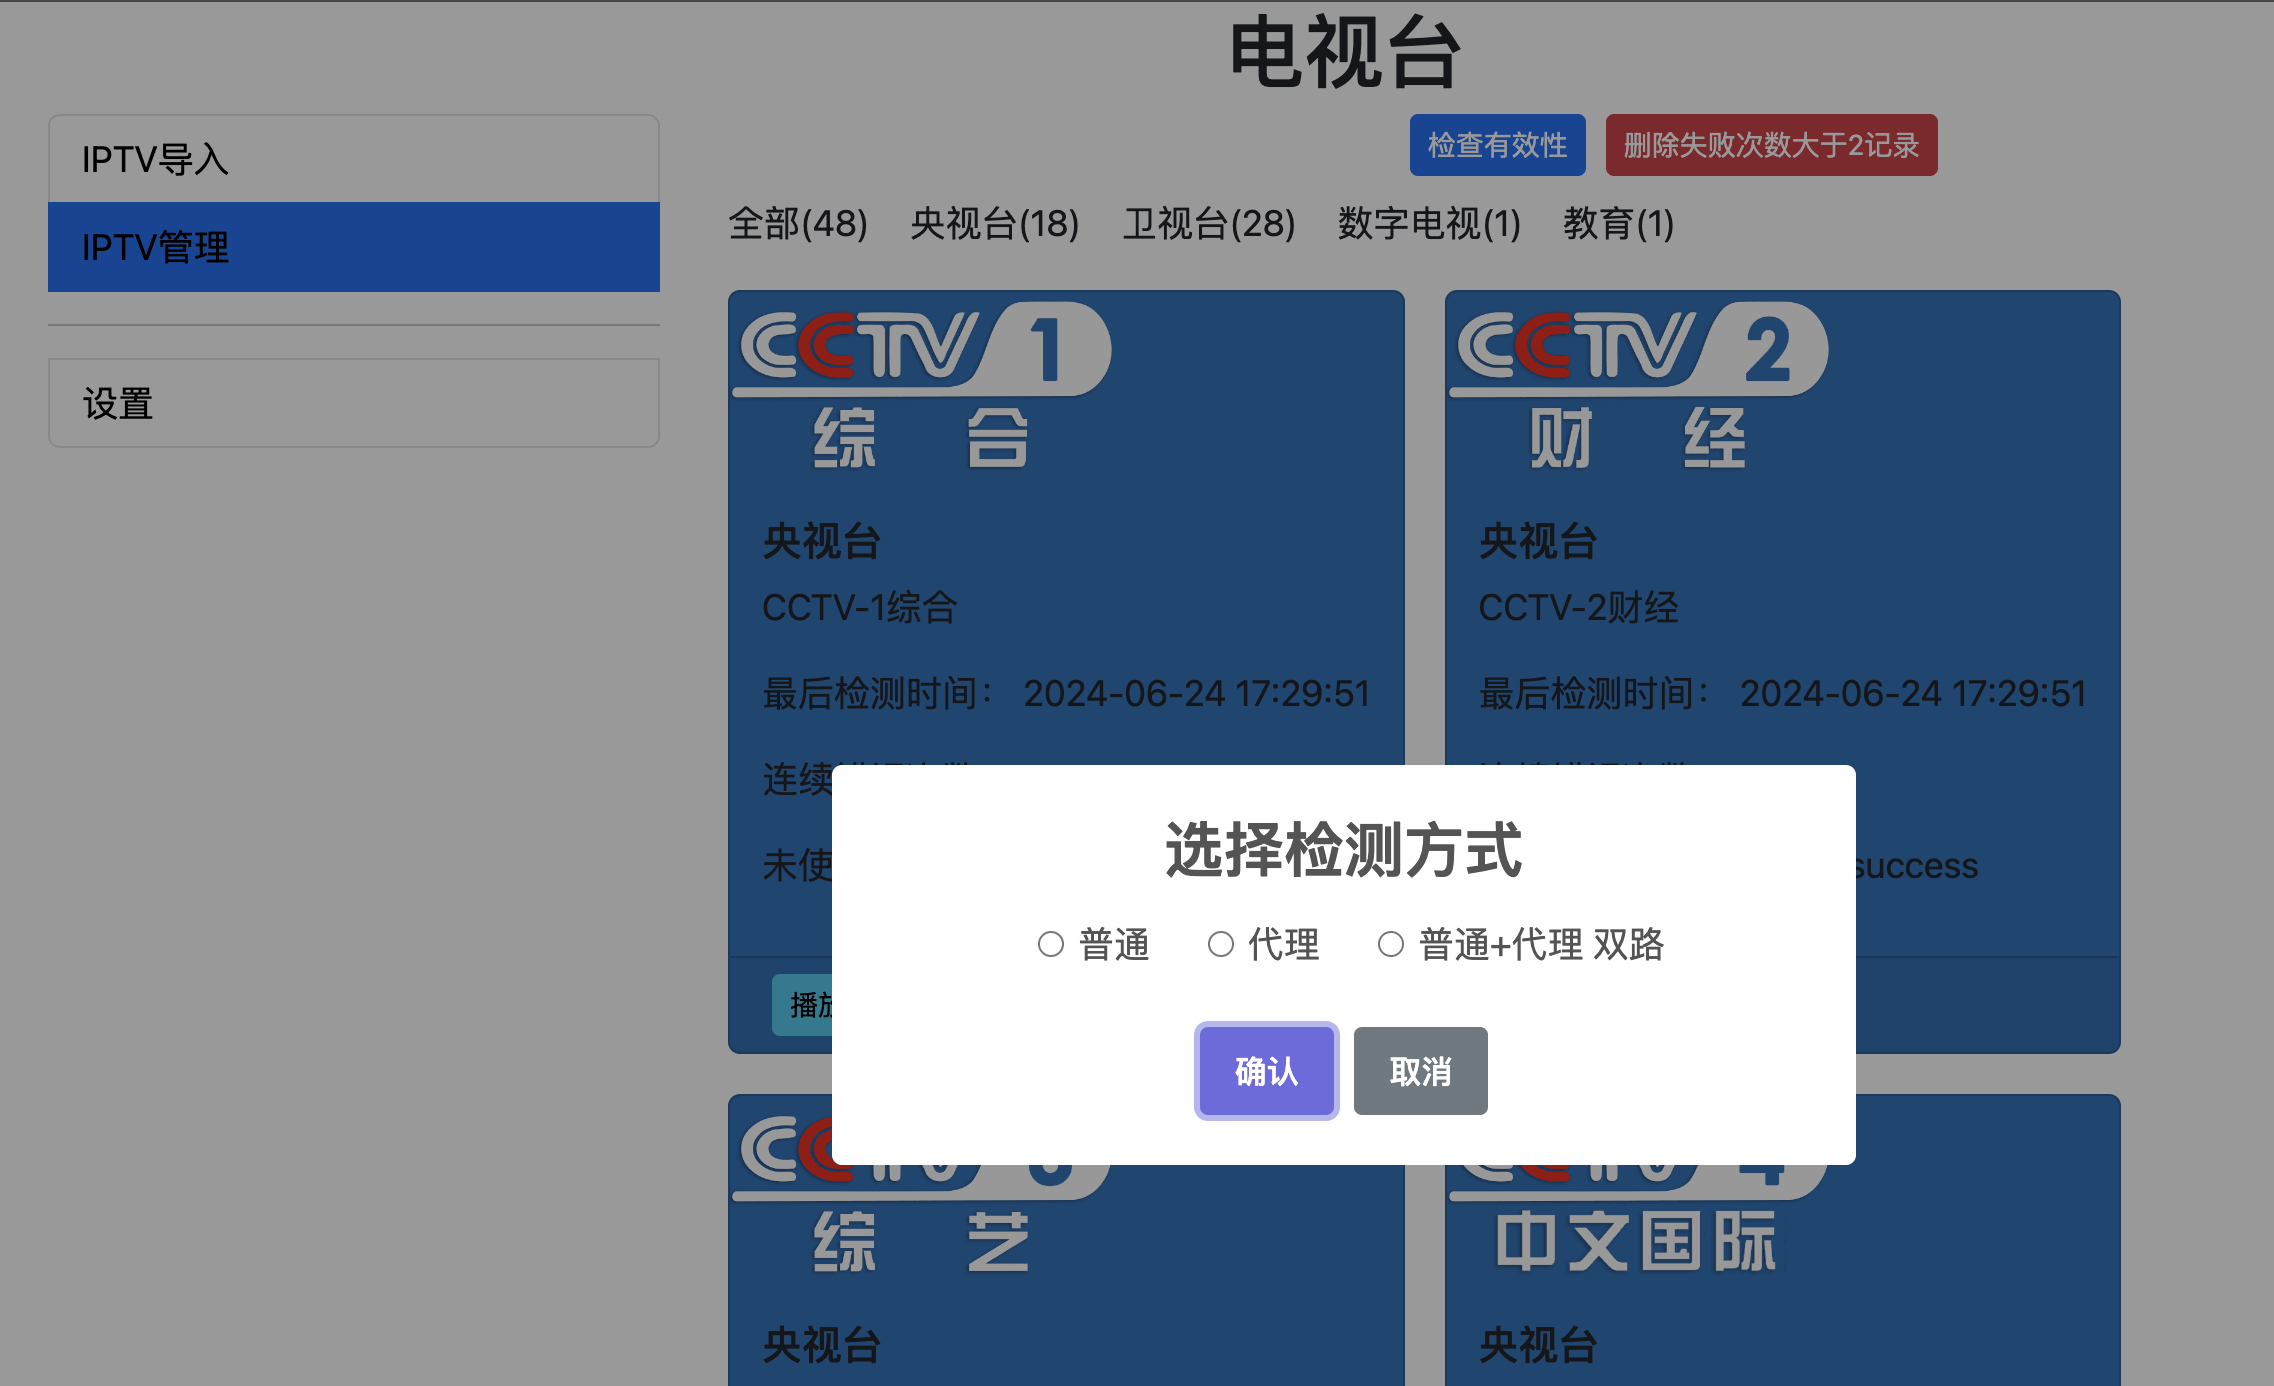 电视台
IPTV导入
IPTV管理
设置
检查有效性 删除失败次数大于2记录
全部(48) 央视台(18) 卫视台(28) 数字电视(1) 教育(1)
CCTV 1
综 合
央视台
CCTV-1综合
最后检测时间： 2024-06-24 17:29:51
连续
未使
播放
CCTV 2
财 经
央视台
CCTV-2财经
最后检测时间： 2024-06-24 17:29:51
success
选择检测方式
普通 代理 普通+代理 双路
确认 取消
综 艺
央视台
中文国际
央视台